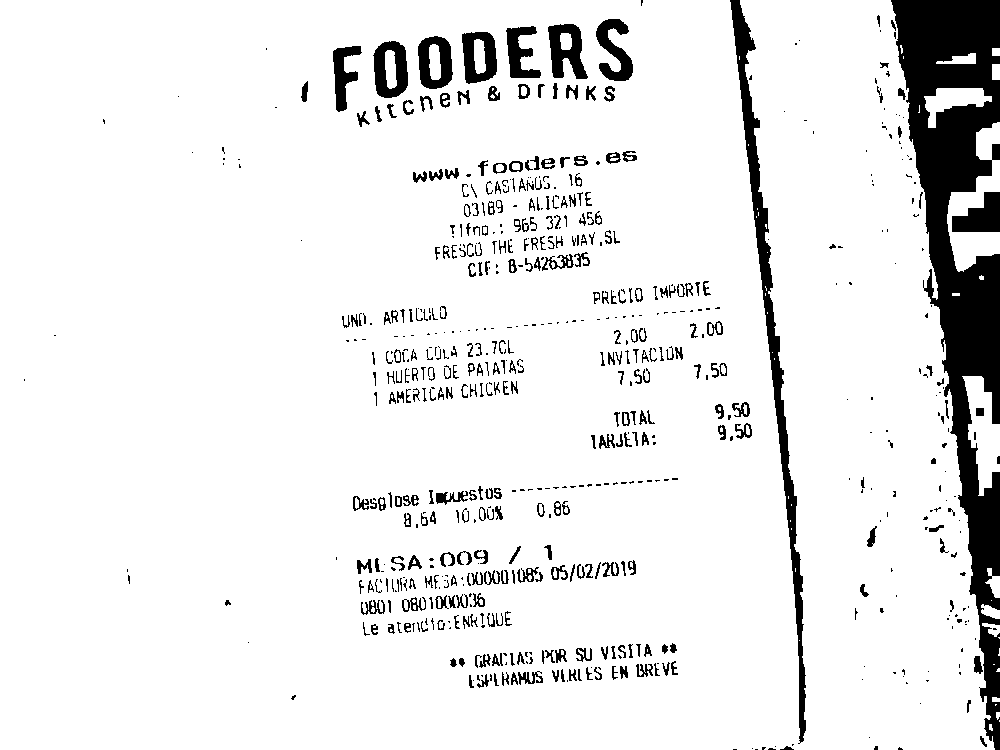 FOODERS
KITCHEN & DRINKS
www.fooders.es
C\ CASTAÑOS. 16
03189 - ALICANTE
Tlfno.: 965 321 456
FRESCO THE FRESH WAY,SL
CIF: B-54263835
UND. ARTICULO PRECIO IMPORTE
1 COCA COLA 23.7CL 2,00 2,00
1 HUERTO DE PATATAS INVITACION
1 AMERICAN CHICKEN 7,50 7,50
TOTAL 9,50
TARJETA: 9,50
Desglose Impuestos --------------------
8,64 10,00% 0,86
MESA:009 / 1
FACTURA MESA:000001085 05/02/2019
0801 0801000036
Le atendio:ENRIQUE
** GRACIAS POR SU VISITA **
ESPERAMOS VERLES EN BREVE